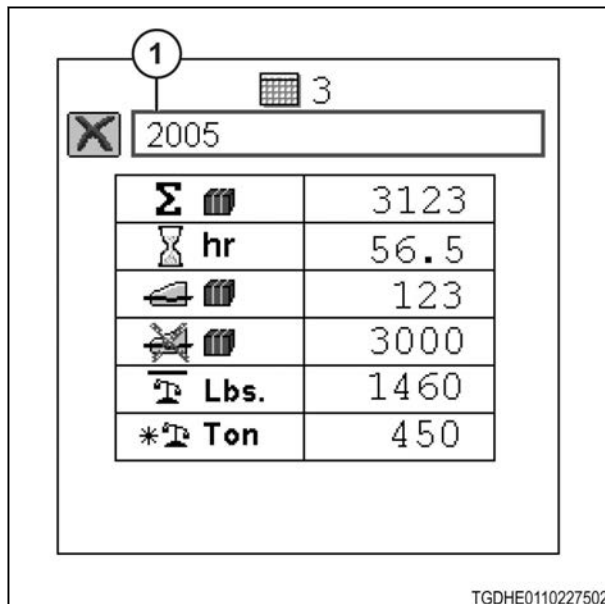 1
3
2005
Σ 3123
hr 56.5
123
3000
Lbs. 1460
* Ton 450
TGDHE0110227502